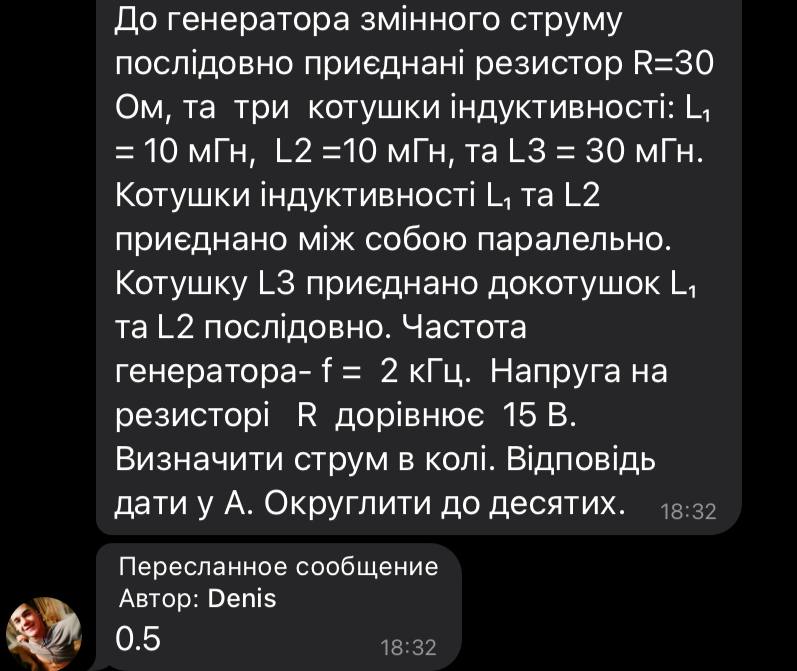 До генератора змінного струму
послідовно приєднані резистор R=30
Ом, та три котушки індуктивності: L₁
= 10 мГн, L2 =10 мГн, та L3 = 30 мГн.
Котушки індуктивності L₁ та L2
приєднано між собою паралельно.
Котушку L3 приєднано докотушок L₁
та L2 послідовно. Частота
генератора- f = 2 кГц. Напруга на
резисторі R дорівнює 15 В.
Визначити струм в колі. Відповідь
дати у А. Округлити до десятих. 18:32
Пересланное сообщение
Автор: Denis
0.5 18:32